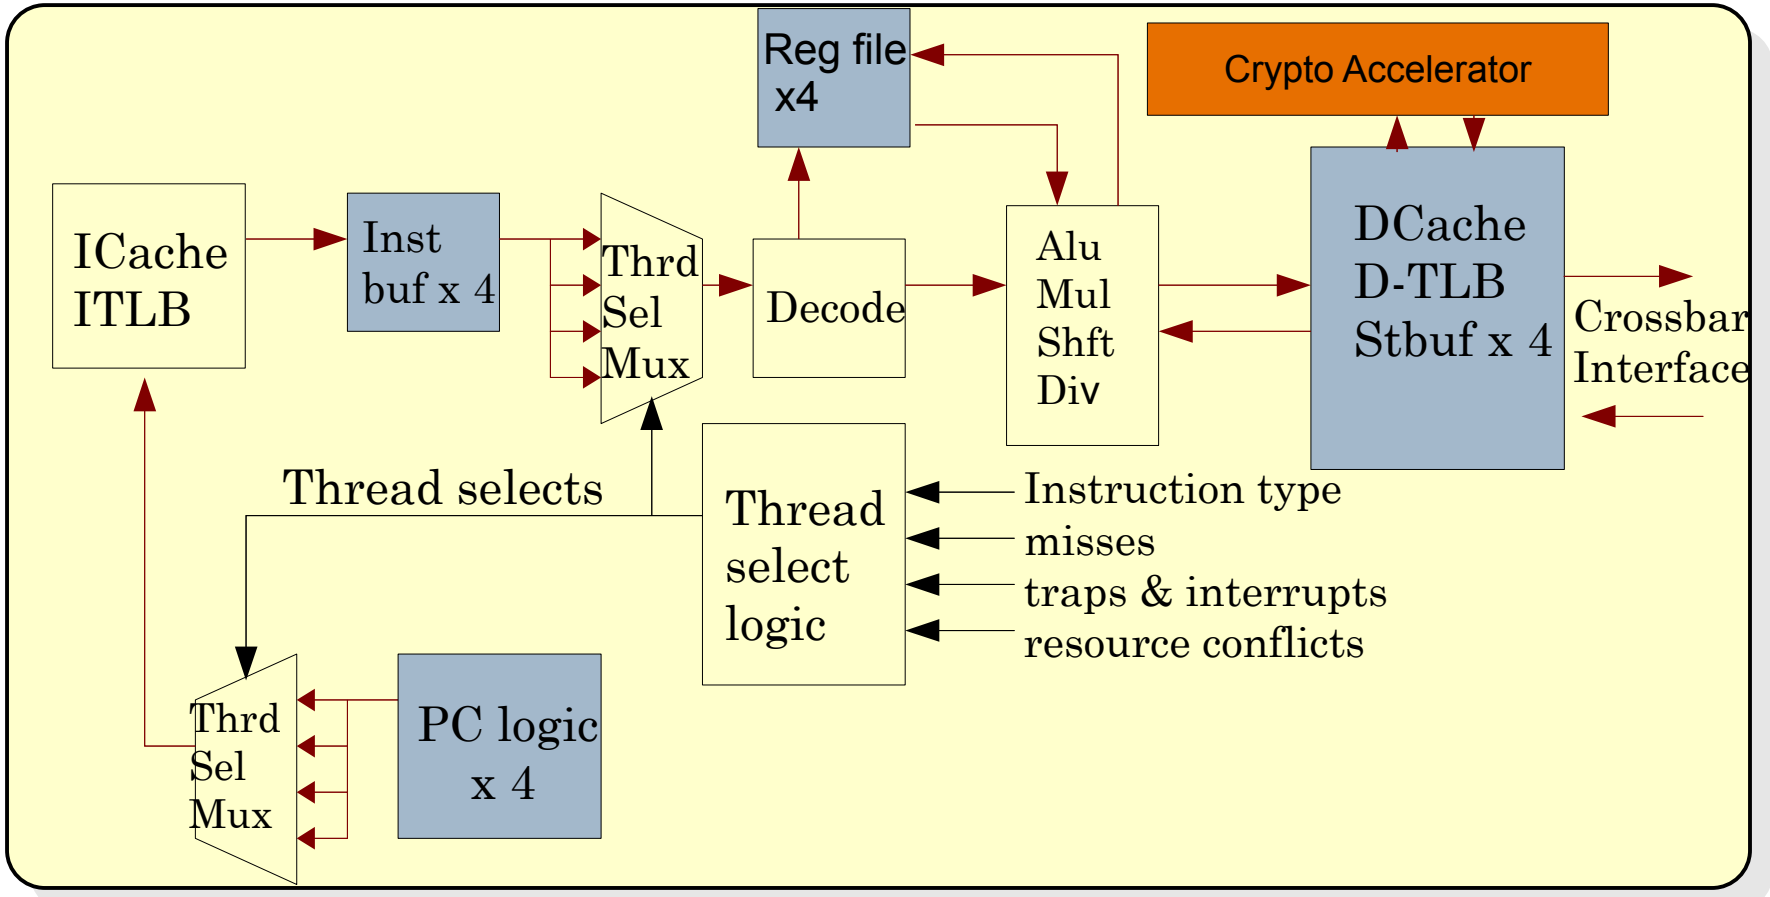 Reg file
x4
Crypto Accelerator
ICache
ITLB
Inst
buf x 4
Thrd
Sel
Mux
Decode
Alu
Mul
Shft
Div
DCache
D-TLB
Stbuf x 4
Crossbar
Interface
Thread selects
Thread
select
logic
Instruction type
misses
traps & interrupts
resource conflicts
Thrd
Sel
Mux
PC logic
x 4